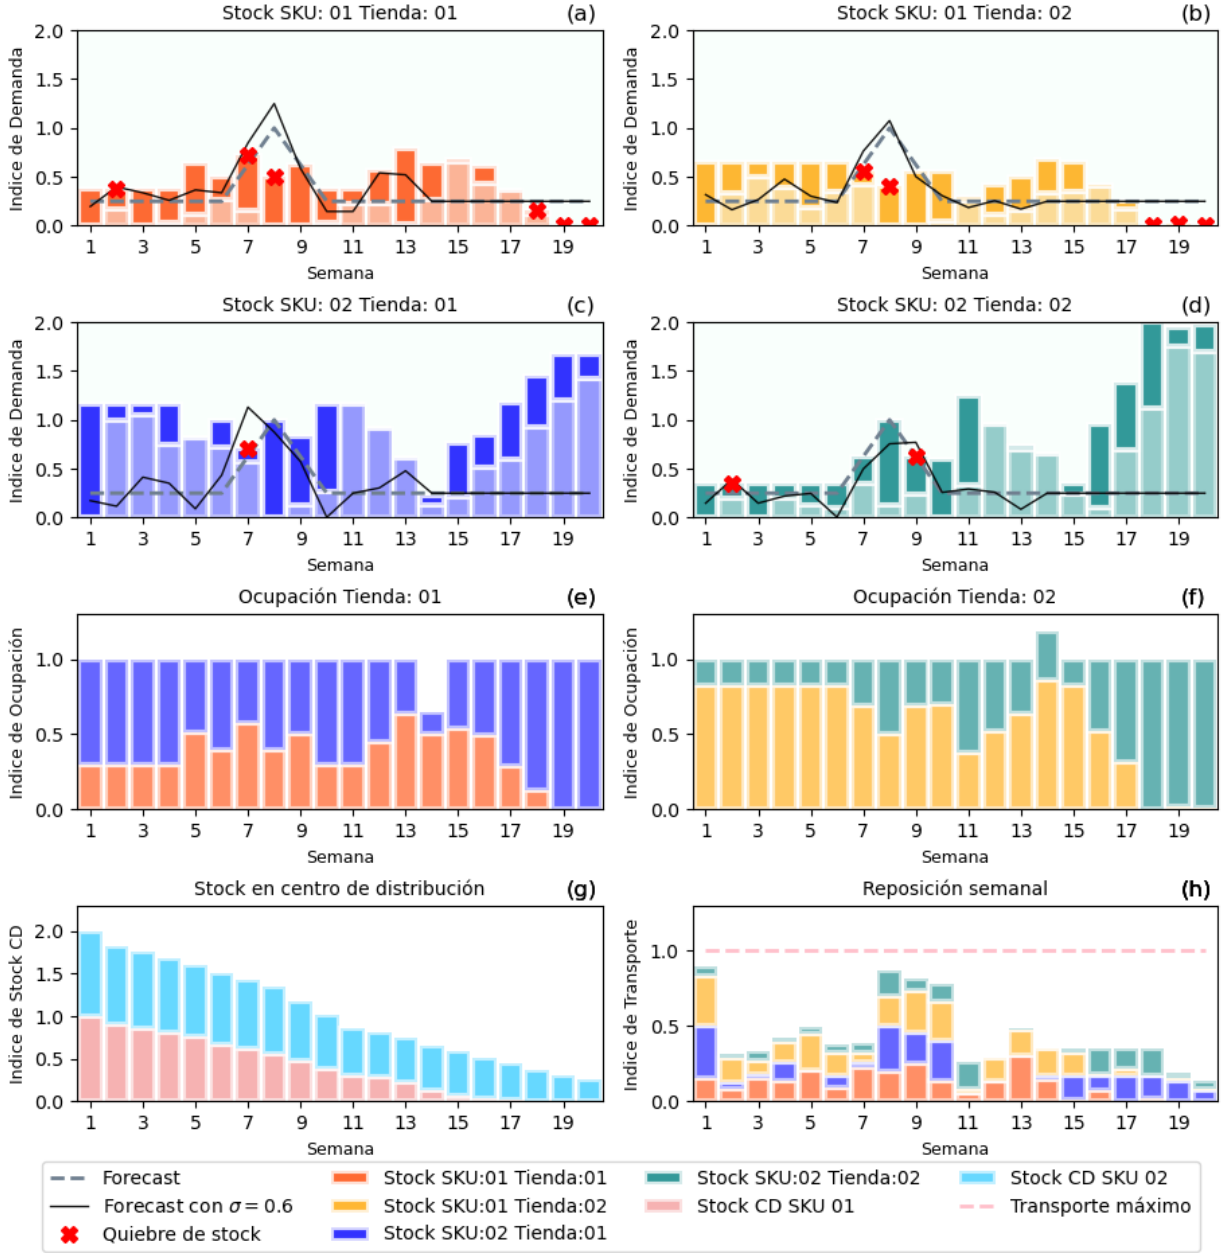 Stock SKU: 01 Tienda: 01 (a)
Indice de Demanda
2.0
1.5
1.0
0.5
0.0
1 3 5 7 9 11 13 15 17 19
Semana
Stock SKU: 01 Tienda: 02 (b)
Indice de Demanda
2.0
1.5
1.0
0.5
0.0
1 3 5 7 9 11 13 15 17 19
Semana
Stock SKU: 02 Tienda: 01 (c)
Indice de Demanda
2.0
1.5
1.0
0.5
0.0
1 3 5 7 9 11 13 15 17 19
Semana
Stock SKU: 02 Tienda: 02 (d)
Indice de Demanda
2.0
1.5
1.0
0.5
0.0
1 3 5 7 9 11 13 15 17 19
Semana
Ocupación Tienda: 01 (e)
Indice de Ocupación
1.0
0.5
0.0
1 3 5 7 9 11 13 15 17 19
Semana
Ocupación Tienda: 02 (f)
Indice de Ocupación
1.0
0.5
0.0
1 3 5 7 9 11 13 15 17 19
Semana
Stock en centro de distribución (g)
Indice de Stock CD
2.0
1.5
1.0
0.5
0.0
1 3 5 7 9 11 13 15 17 19
Semana
Reposición semanal (h)
Indice de Transporte
1.0
0.5
0.0
1 3 5 7 9 11 13 15 17 19
Semana
Forecast
Forecast con σ = 0.6
Quiebre de stock
Stock SKU:01 Tienda:01
Stock SKU:01 Tienda:02
Stock SKU:02 Tienda:01
Stock SKU:02 Tienda:02
Stock CD SKU 01
Stock CD SKU 02
Transporte máximo